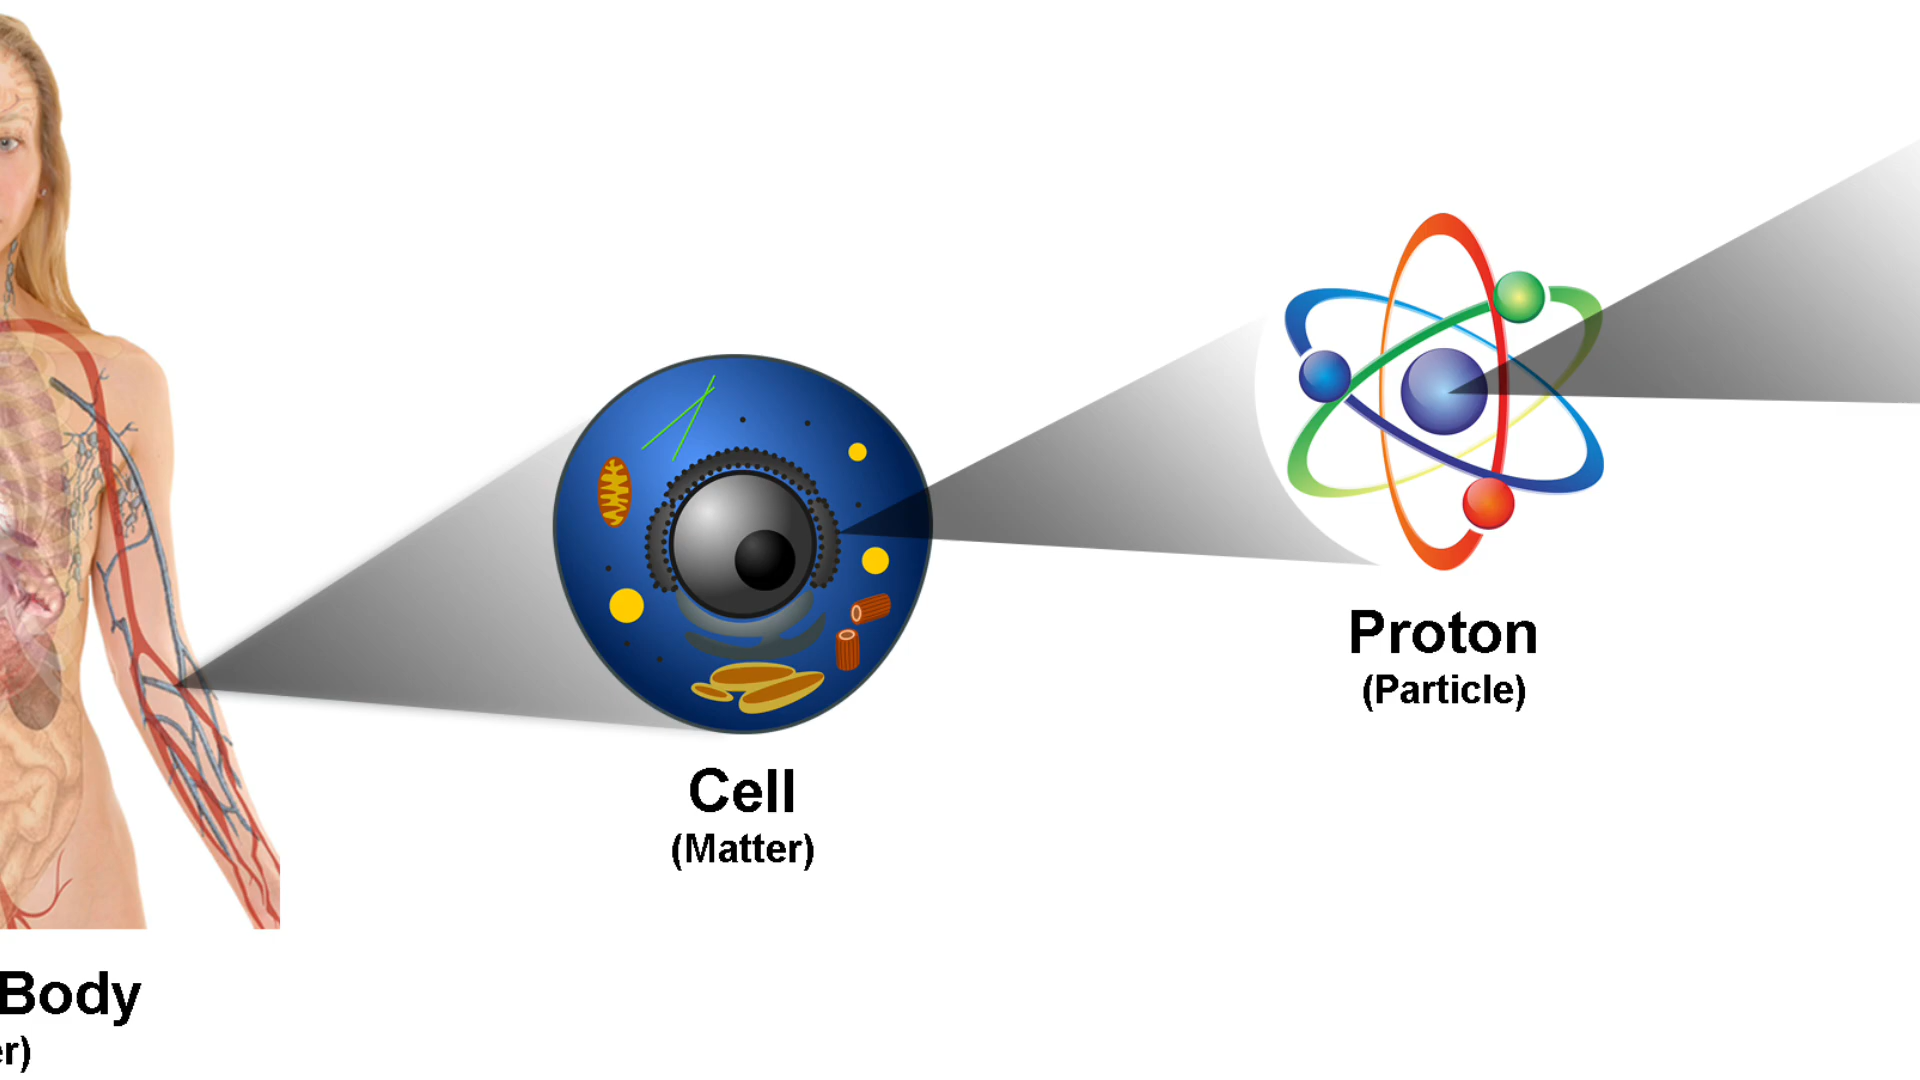 Proton
(Particle)
Cell
(Matter)
Body
er)